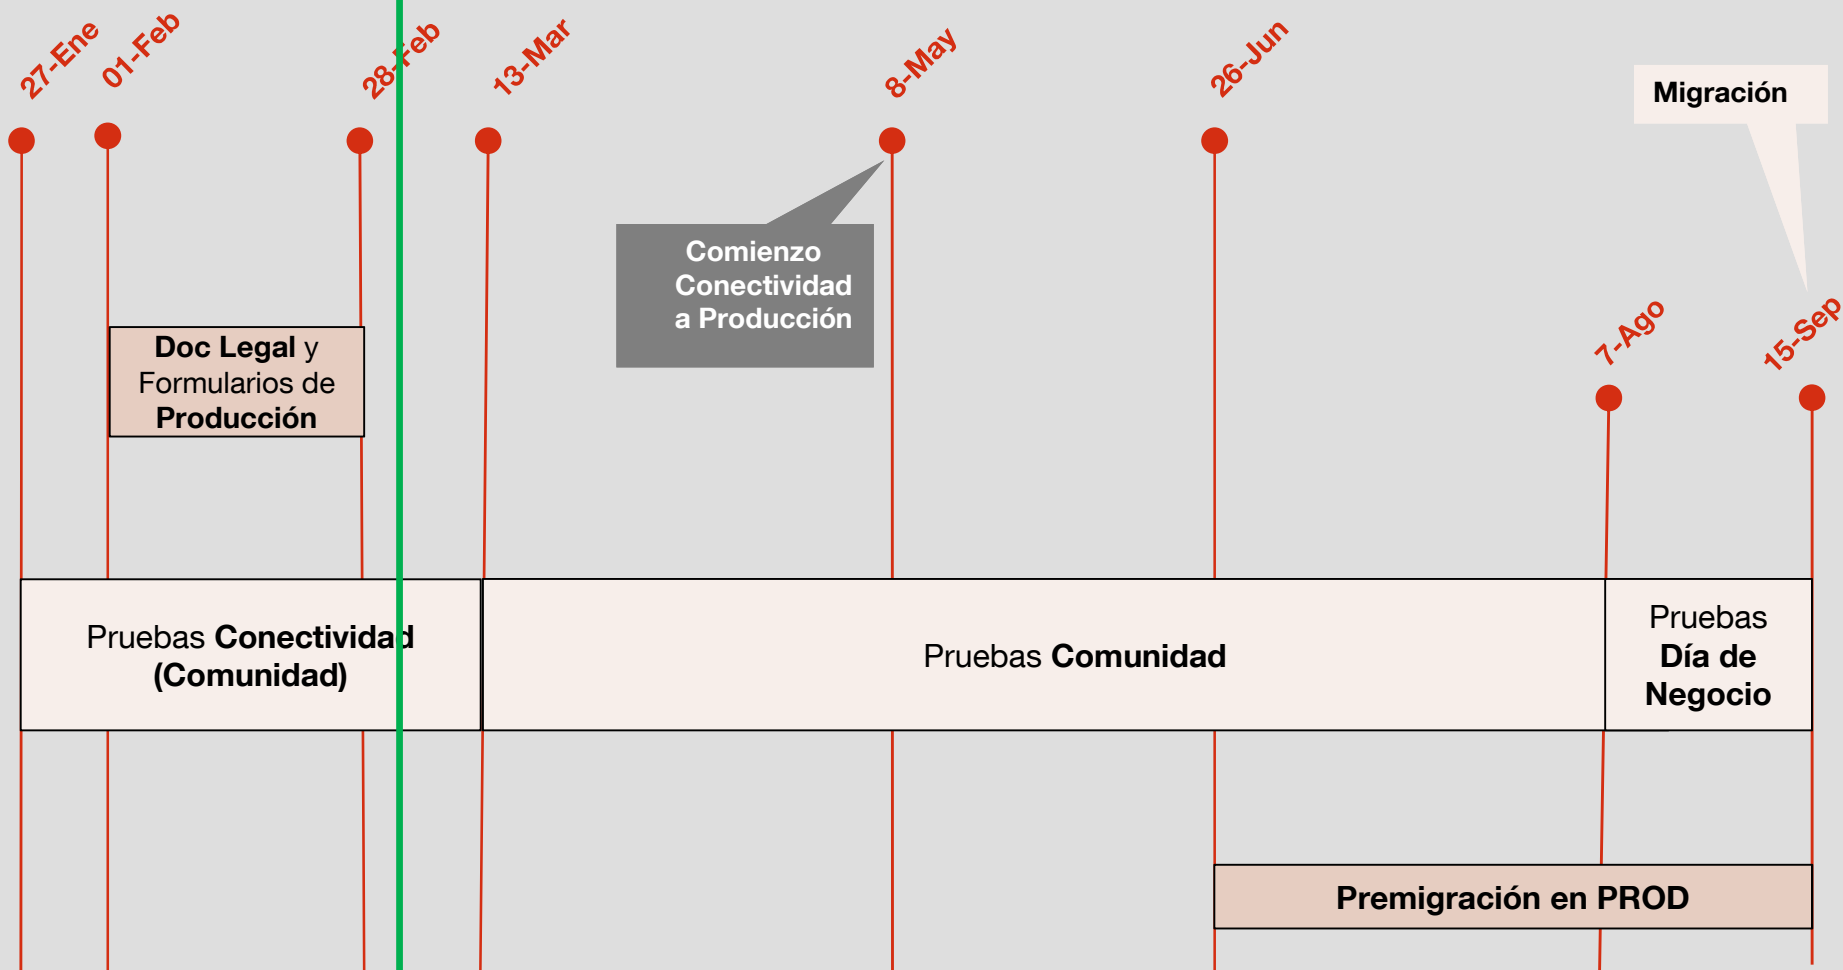 27-Ene
01-Feb
28-Feb
13-Mar
8-May
26-Jun
Migración
Comienzo
Conectividad
a Producción
7-Ago
15-Sep
Doc Legal y
Formularios de
Producción
Pruebas Conectividad
(Comunidad)
Pruebas Comunidad
Pruebas
Día de
Negocio
Premigración en PROD